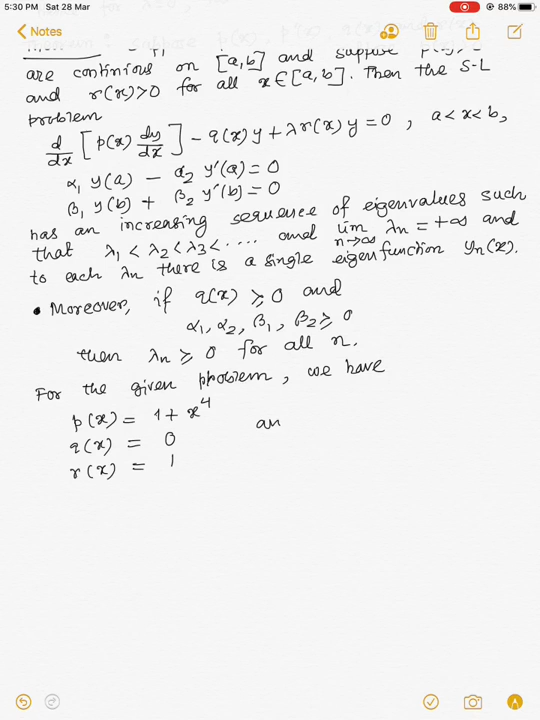 5:30 PM Sat 28 Mar
88%
Notes
are continious on [a,b] and suppose
and r(x)>0 for all x∈[a,b]. Then the S-L
problem
d/dx [p(x) dy/dx] - q(x)y + λr(x)y = 0, a<x<b,
α₁ y(a) - α₂ y'(a) = 0
β₁ y(b) + β₂ y'(b) = 0
has an increasing sequence of eigenvalues such
that λ₁ < λ₂ < λ₃ < .... and lim n→∞ λn = +∞ and
to each λn there is a single eigenfunction yn(x).
• Moreover, if q(x) ≥ 0 and
α₁, α₂, β₁, β₂ ≥ 0
then λn ≥ 0 for all n.
For the given problem, we have
p(x) = 1 + x⁴
an
q(x) = 0
r(x) = 1